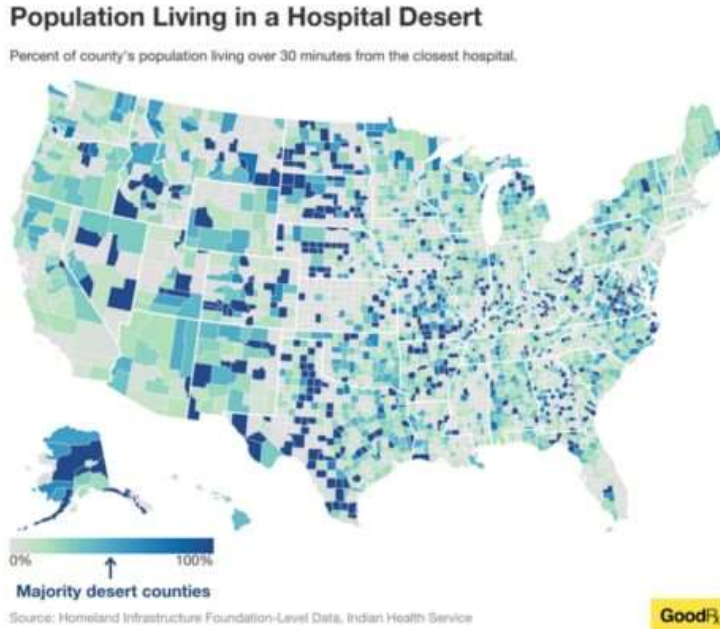 Population Living in a Hospital Desert
Percent of county's population living over 30 minutes from the closest hospital.
0%
100%
Majority desert counties
Source: Homeland Infrastructure Foundation-Level Data, Indian Health Service
GoodRx